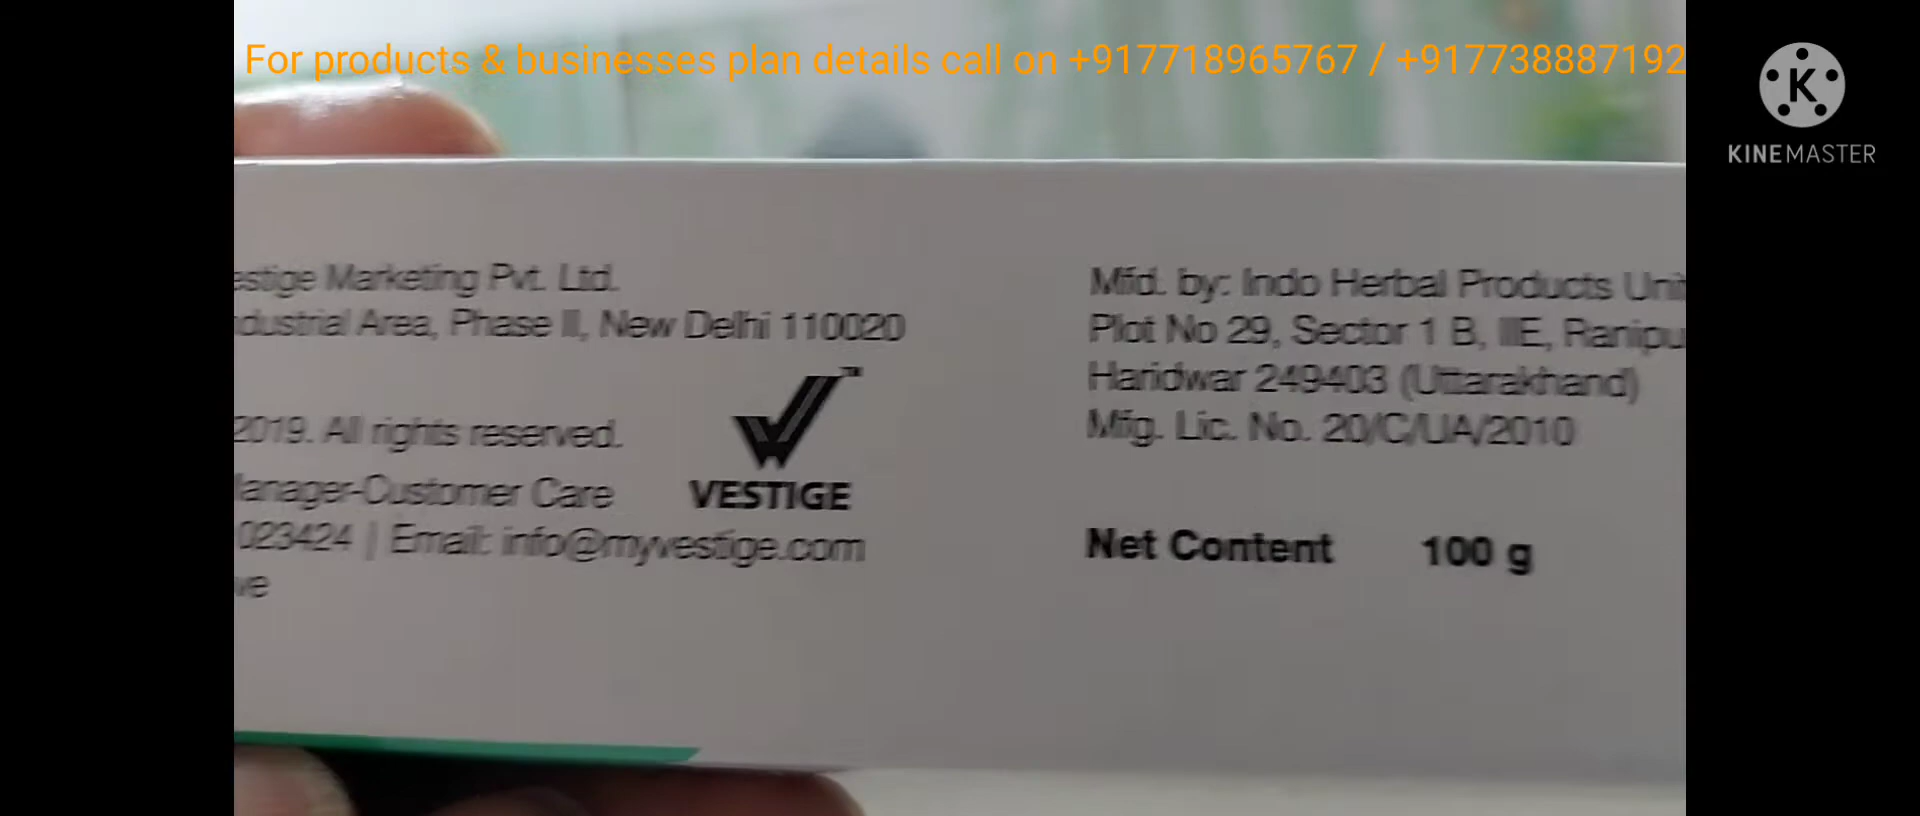 For products & businesses plan details call on +917718965767 / +917738887192
KINEMASTER
estige Marketing Pvt. Ltd.
dustrial Area, Phase II, New Delhi 110020
2019. All rights reserved.
anager-Customer Care
023424 | Email: info@myvestige.com
ve
VESTIGE
Mfd. by: Indo Herbal Products Unit
Plot No 29, Sector 1 B, IIE, Ranipu
Haridwar 249403 (Uttarakhand)
Mfg. Lic. No. 20/C/UA/2010
Net Content 100 g